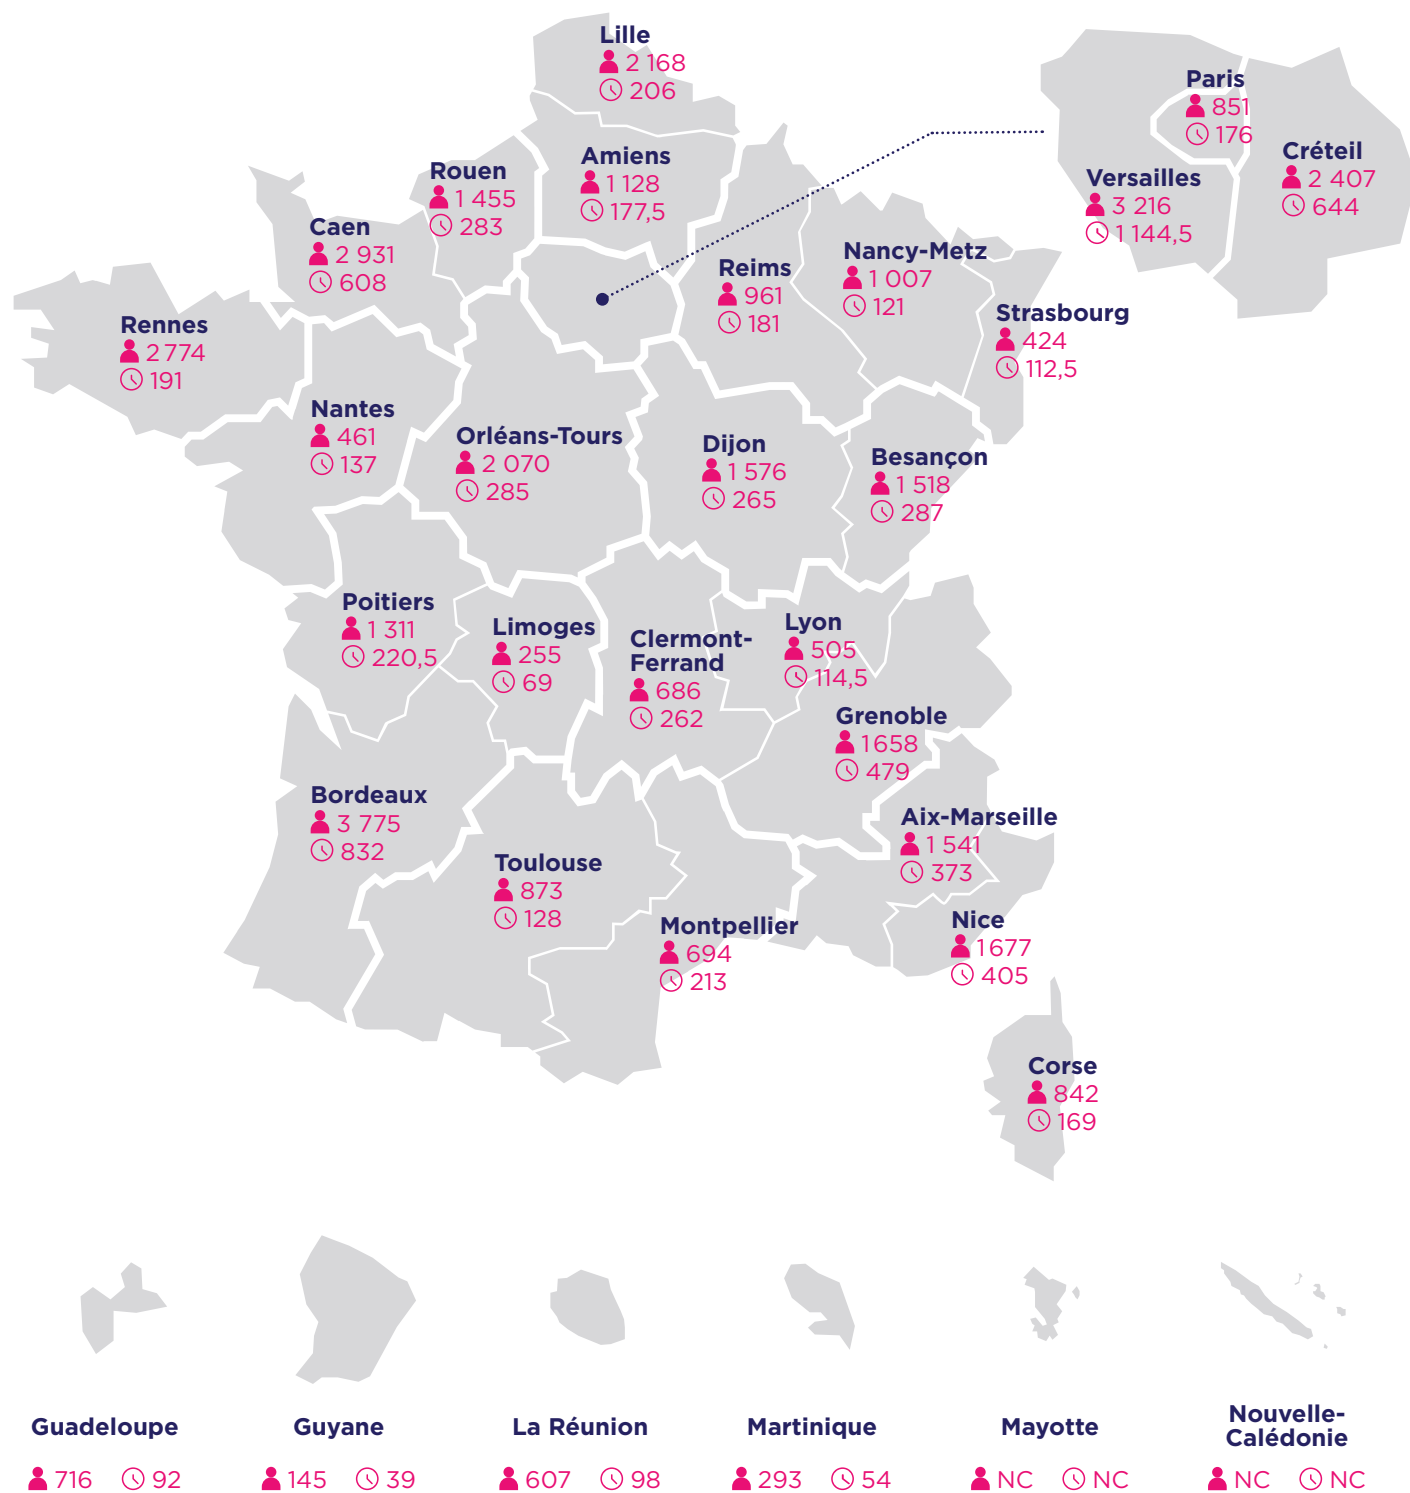 Lille
2 168
206
Paris
851
176
Créteil
2 407
644
Versailles
3 216
1 144,5
Amiens
1 128
177,5
Rouen
1 455
283
Caen
2 931
608
Nancy-Metz
1 007
121
Reims
961
181
Strasbourg
424
112,5
Rennes
2 774
191
Nantes
461
137
Orléans-Tours
2 070
285
Dijon
1 576
265
Besançon
1 518
287
Poitiers
1 311
220,5
Limoges
255
69
Clermont-
Ferrand
686
262
Lyon
505
114,5
Grenoble
1 658
479
Bordeaux
3 775
832
Aix-Marseille
1 541
373
Toulouse
873
128
Montpellier
694
213
Nice
1 677
405
Corse
842
169
Guadeloupe
716 92
Guyane
145 39
La Réunion
607 98
Martinique
293 54
Mayotte
NC NC
Nouvelle-
Calédonie
NC NC